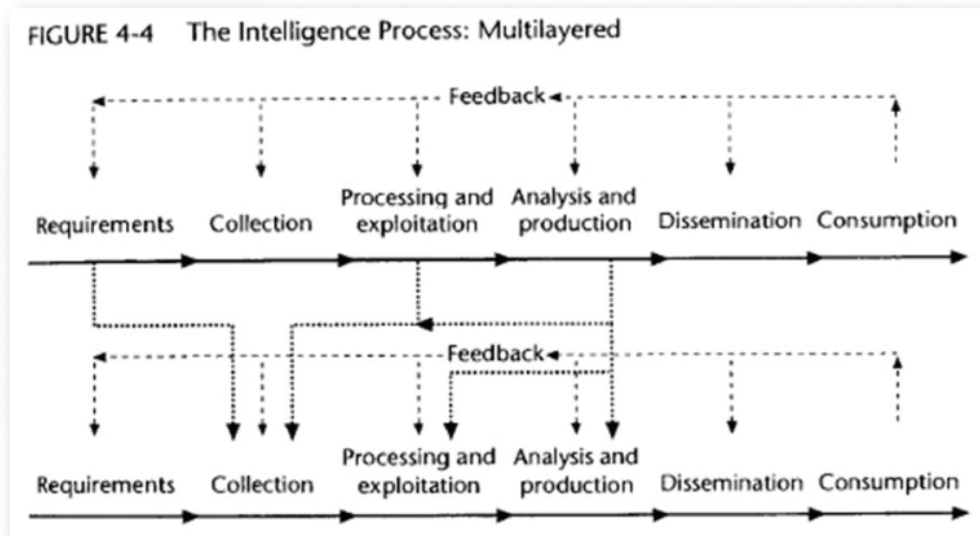 FIGURE 4-4 The Intelligence Process: Multilayered
Feedback
Requirements Collection Processing and exploitation Analysis and production Dissemination Consumption
Feedback
Requirements Collection Processing and exploitation Analysis and production Dissemination Consumption